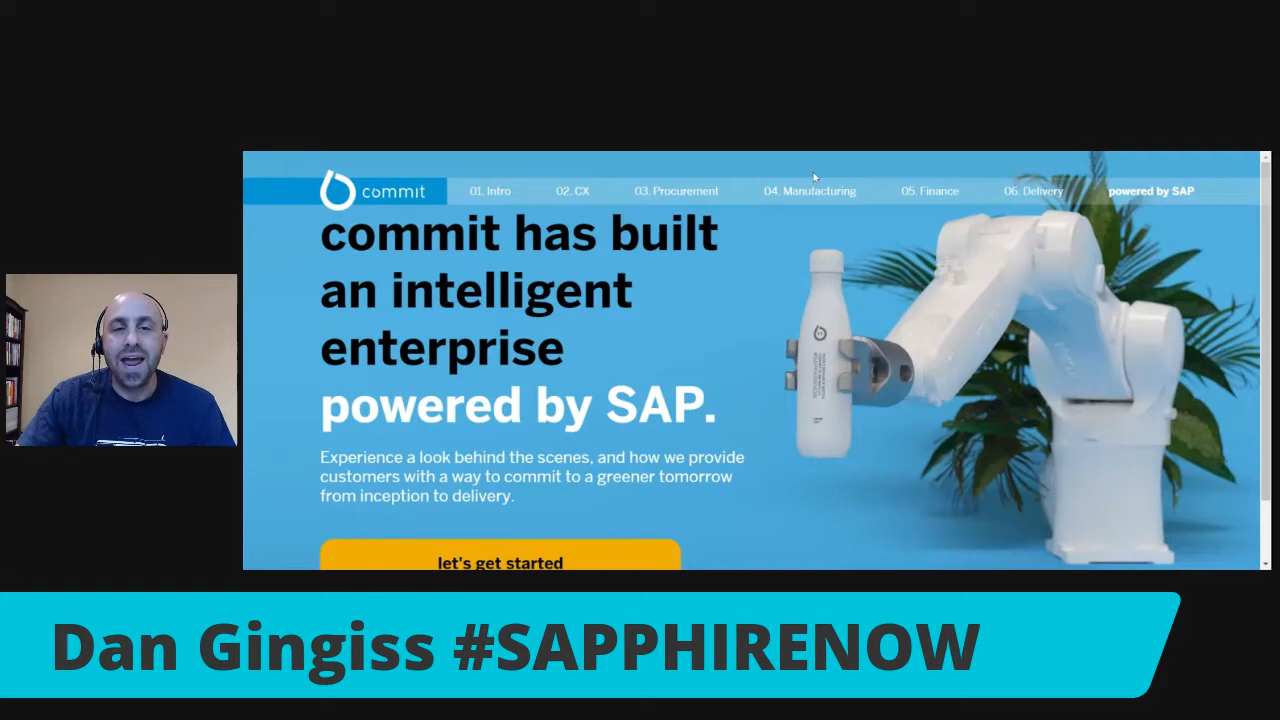 commit
01. Intro
02. CX
03. Procurement
04. Manufacturing
05. Finance
06. Delivery
powered by SAP
commit has built
an intelligent
enterprise
powered by SAP.
Experience a look behind the scenes, and how we provide
customers with a way to commit to a greener tomorrow
from inception to delivery.
let's get started
Dan Gingiss #SAPPHIRENOW